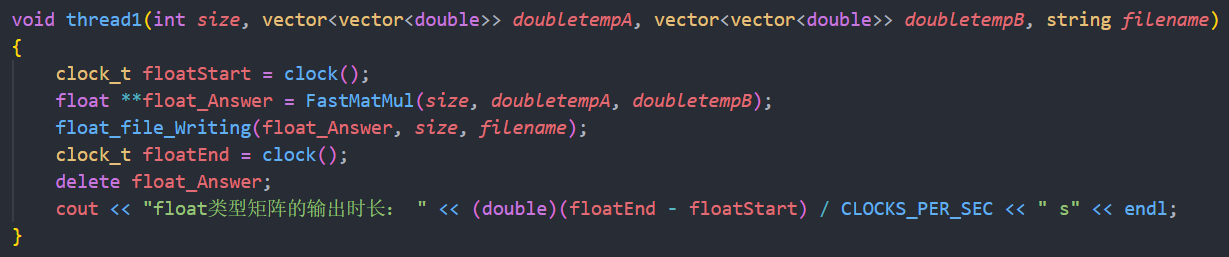 void thread1(int size, vector<vector<double>> doubletempA, vector<vector<double>> doubletempB, string filename)
{
    clock_t floatStart = clock();
    float **float_Answer = FastMatMul(size, doubletempA, doubletempB);
    float_file_Writing(float_Answer, size, filename);
    clock_t floatEnd = clock();
    delete float_Answer;
    cout << "float类型矩阵的输出时长： " << (double)(floatEnd - floatStart) / CLOCKS_PER_SEC << " s" << endl;
}